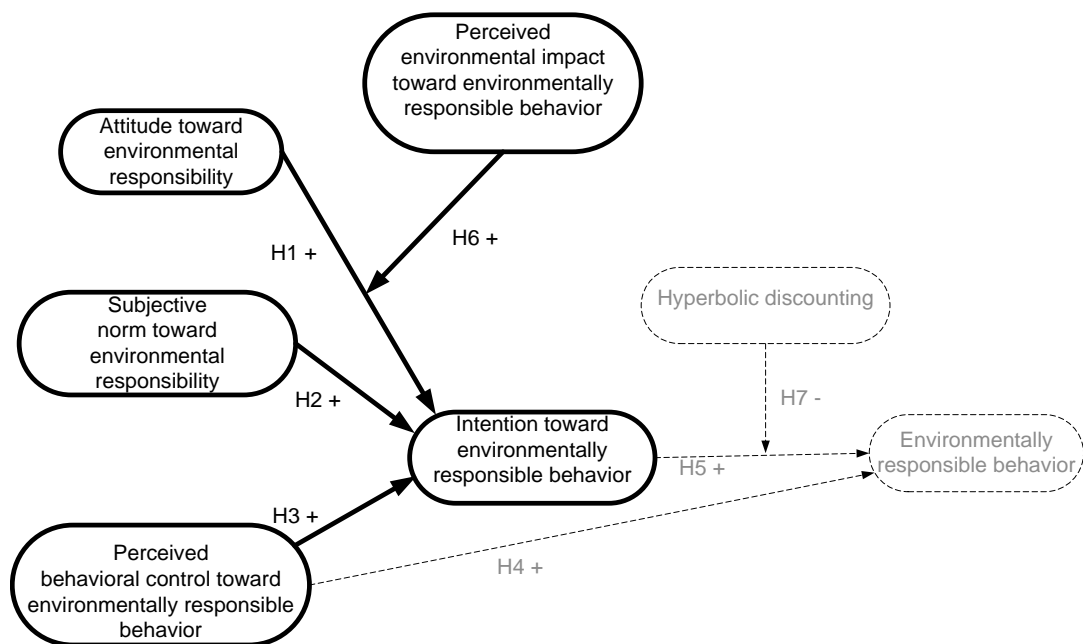 Perceived
environmental impact
toward environmentally
responsible behavior
Attitude toward
environmental
responsibility
H1 +
H6 +
Subjective
norm toward
environmental
responsibility
Hyperbolic discounting
H2 +
H7 -
Intention toward
environmentally
responsible behavior
Environmentally
responsible behavior
H5 +
H3 +
H4 +
Perceived
behavioral control toward
environmentally responsible
behavior